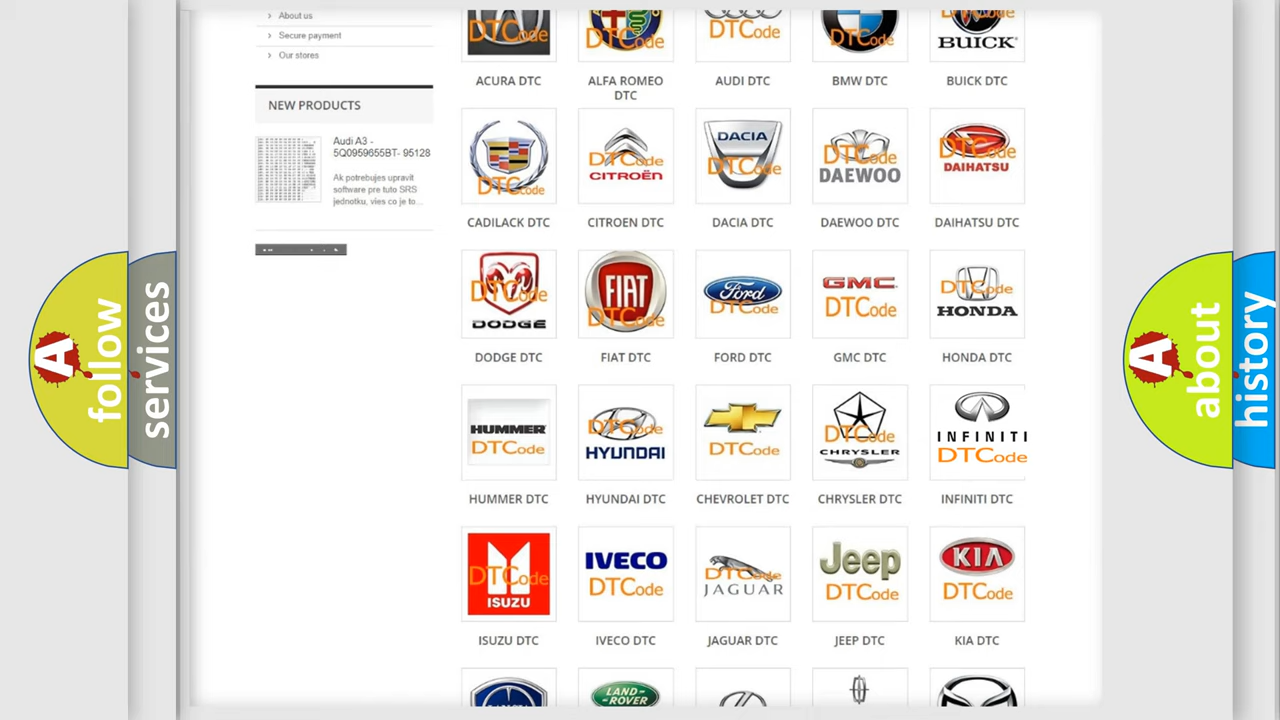 About us
Secure payment
Our stores
NEW PRODUCTS
Audi A3 -
5Q0959655BT- 95128
Ak potrebujes upravit
software pre tuto SRS
jednotku, vies co je to...
DTCode
DTCode
DTCode
DTCode
DTCode
BUICK
ACURA DTC
ALFA ROMEO
DTC
AUDI DTC
BMW DTC
BUICK DTC
DTCode
DTCode
CITROËN
DACIA
DTCode
DTCode
DAEWOO
DTCode
DAIHATSU
CADILACK DTC
CITROEN DTC
DACIA DTC
DAEWOO DTC
DAIHATSU DTC
DTCode
DODGE
FIAT
DTCode
Ford
DTCode
GMC
DTCode
DTCode
HONDA
DODGE DTC
FIAT DTC
FORD DTC
GMC DTC
HONDA DTC
HUMMER
DTCode
DTCode
HYUNDAI
DTCode
DTCode
CHRYSLER
INFINITI
DTCode
HUMMER DTC
HYUNDAI DTC
CHEVROLET DTC
CHRYSLER DTC
INFINITI DTC
DTCode
ISUZU
IVECO
DTCode
DTCode
JAGUAR
Jeep
DTCode
KIA
DTCode
ISUZU DTC
IVECO DTC
JAGUAR DTC
JEEP DTC
KIA DTC
LAND-
ROVER
A
follow
services
A
about
history